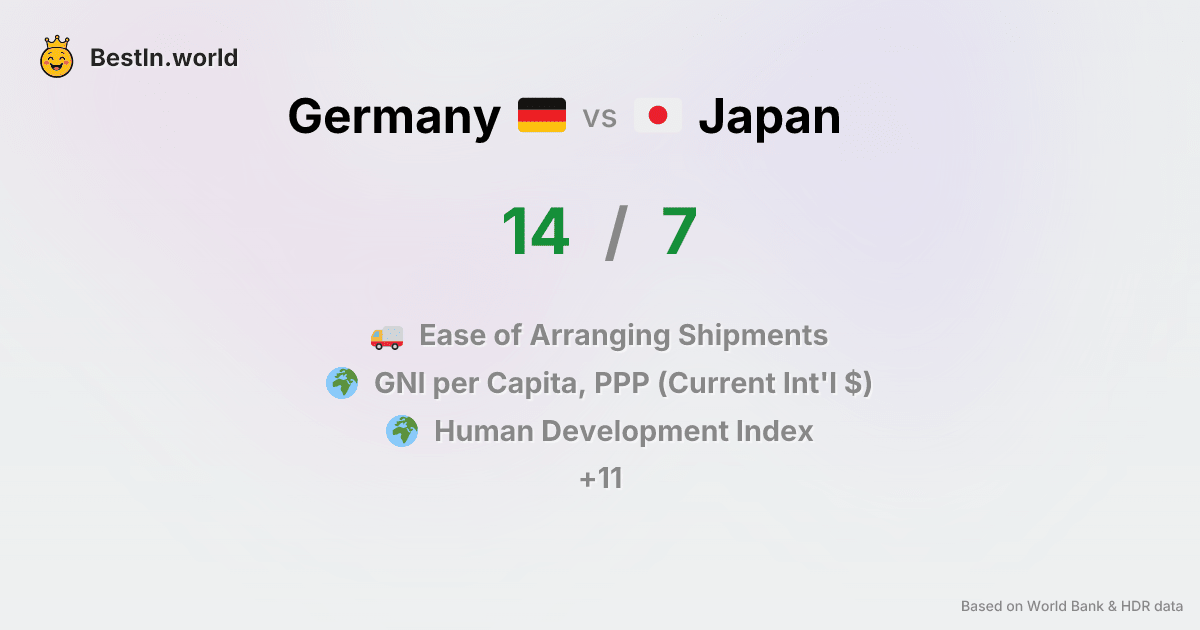 BestIn.world
Germany vs Japan
14 / 7
Ease of Arranging Shipments
GNI per Capita, PPP (Current Int'l $)
Human Development Index
+11
Based on World Bank & HDR data